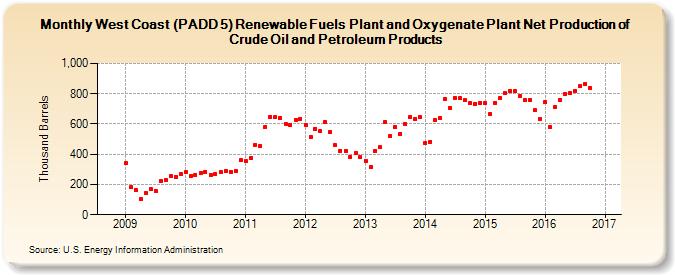 Monthly West Coast (PADD 5) Renewable Fuels Plant and Oxygenate Plant Net Production of
Crude Oil and Petroleum Products
Thousand Barrels
1,000
800
600
400
200
0
2009 2010 2011 2012 2013 2014 2015 2016 2017
Source: U.S. Energy Information Administration